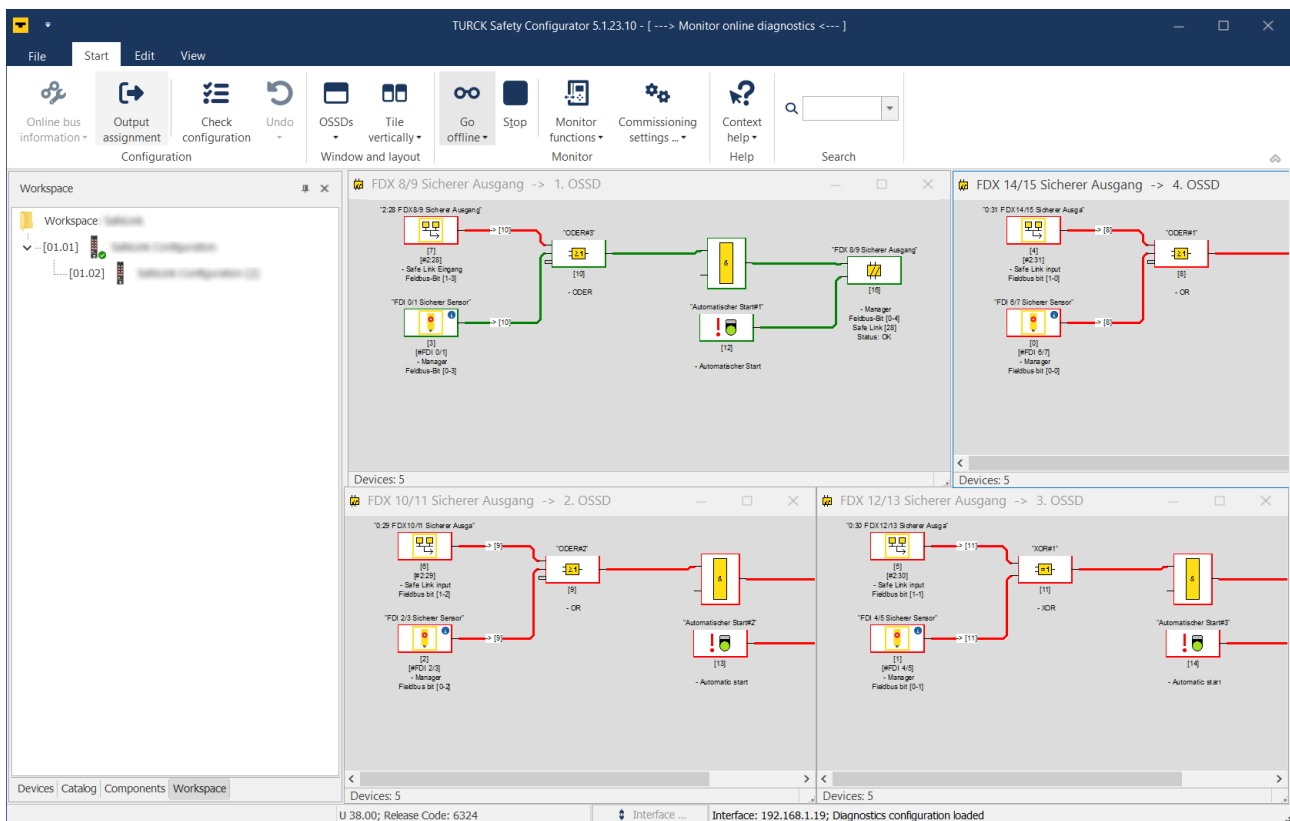 TURCK Safety Configurator 5.1.23.10 - [ ---> Monitor online diagnostics <--- ]
File Start Edit View
Online bus information
Output assignment
Check configuration
Undo
OSSDs
Tile vertically
Go offline
Stop
Monitor functions
Commissioning settings ...
Context help
Configuration
Window and layout
Monitor
Help
Search
Workspace
Workspace:
[01.01]
[01.02]
Devices Catalog Components Workspace
FDX 8/9 Sicherer Ausgang -> 1. OSSD
"2:28 FDX8/9 Sicherer Ausgang"
-> [10]
[7]
[#2:28]
- Safe Link Eingang
Feldbus-Bit [1-3]
"FDI 0/1 Sicherer Sensor"
-> [10]
[3]
[#FDI 0/1]
- Manager
Feldbus-Bit [0-3]
"ODER#3"
≥1
[10]
- ODER
&
"Automatischer Start#1"
[12]
- Automatischer Start
"FDX 8/9 Sicherer Ausgang"
[16]
- Manager
Feldbus-Bit [0-4]
Safe Link [28]
Status: OK
Devices: 5
FDX 14/15 Sicherer Ausgang -> 4. OSSD
"0:31 FDX14/15 Sicherer Ausga"
-> [8]
[4]
[#2:31]
- Safe Link input
Fieldbus bit [1-0]
"FDI 6/7 Sicherer Sensor"
-> [8]
[0]
[#FDI 6/7]
- Manager
Fieldbus bit [0-0]
"ODER#1"
≥1
[8]
- OR
Devices: 5
FDX 10/11 Sicherer Ausgang -> 2. OSSD
"0:29 FDX10/11 Sicherer Ausga"
-> [9]
[6]
[#2:29]
- Safe Link input
Fieldbus bit [1-2]
"FDI 2/3 Sicherer Sensor"
-> [9]
[2]
[#FDI 2/3]
- Manager
Fieldbus bit [0-2]
"ODER#2"
≥1
[9]
- OR
&
"Automatischer Start#2"
[13]
- Automatic start
Devices: 5
FDX 12/13 Sicherer Ausgang -> 3. OSSD
"0:30 FDX12/13 Sicherer Ausga"
-> [11]
[5]
[#2:30]
- Safe Link input
Fieldbus bit [1-1]
"FDI 4/5 Sicherer Sensor"
-> [11]
[1]
[#FDI 4/5]
- Manager
Fieldbus bit [0-1]
"XOR#1"
=1
[11]
- XOR
&
"Automatischer Start#3"
[14]
- Automatic start
Devices: 5
U 38.00; Release Code: 6324
Interface ...
Interface: 192.168.1.19; Diagnostics configuration loaded